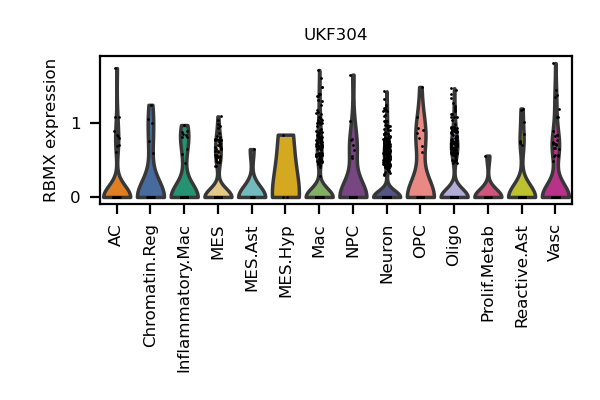 UKF304
RBMX expression
1
0
AC
Chromatin.Reg
Inflammatory.Mac
MES
MES.Ast
MES.Hyp
Mac
NPC
Neuron
OPC
Oligo
Prolif.Metab
Reactive.Ast
Vasc